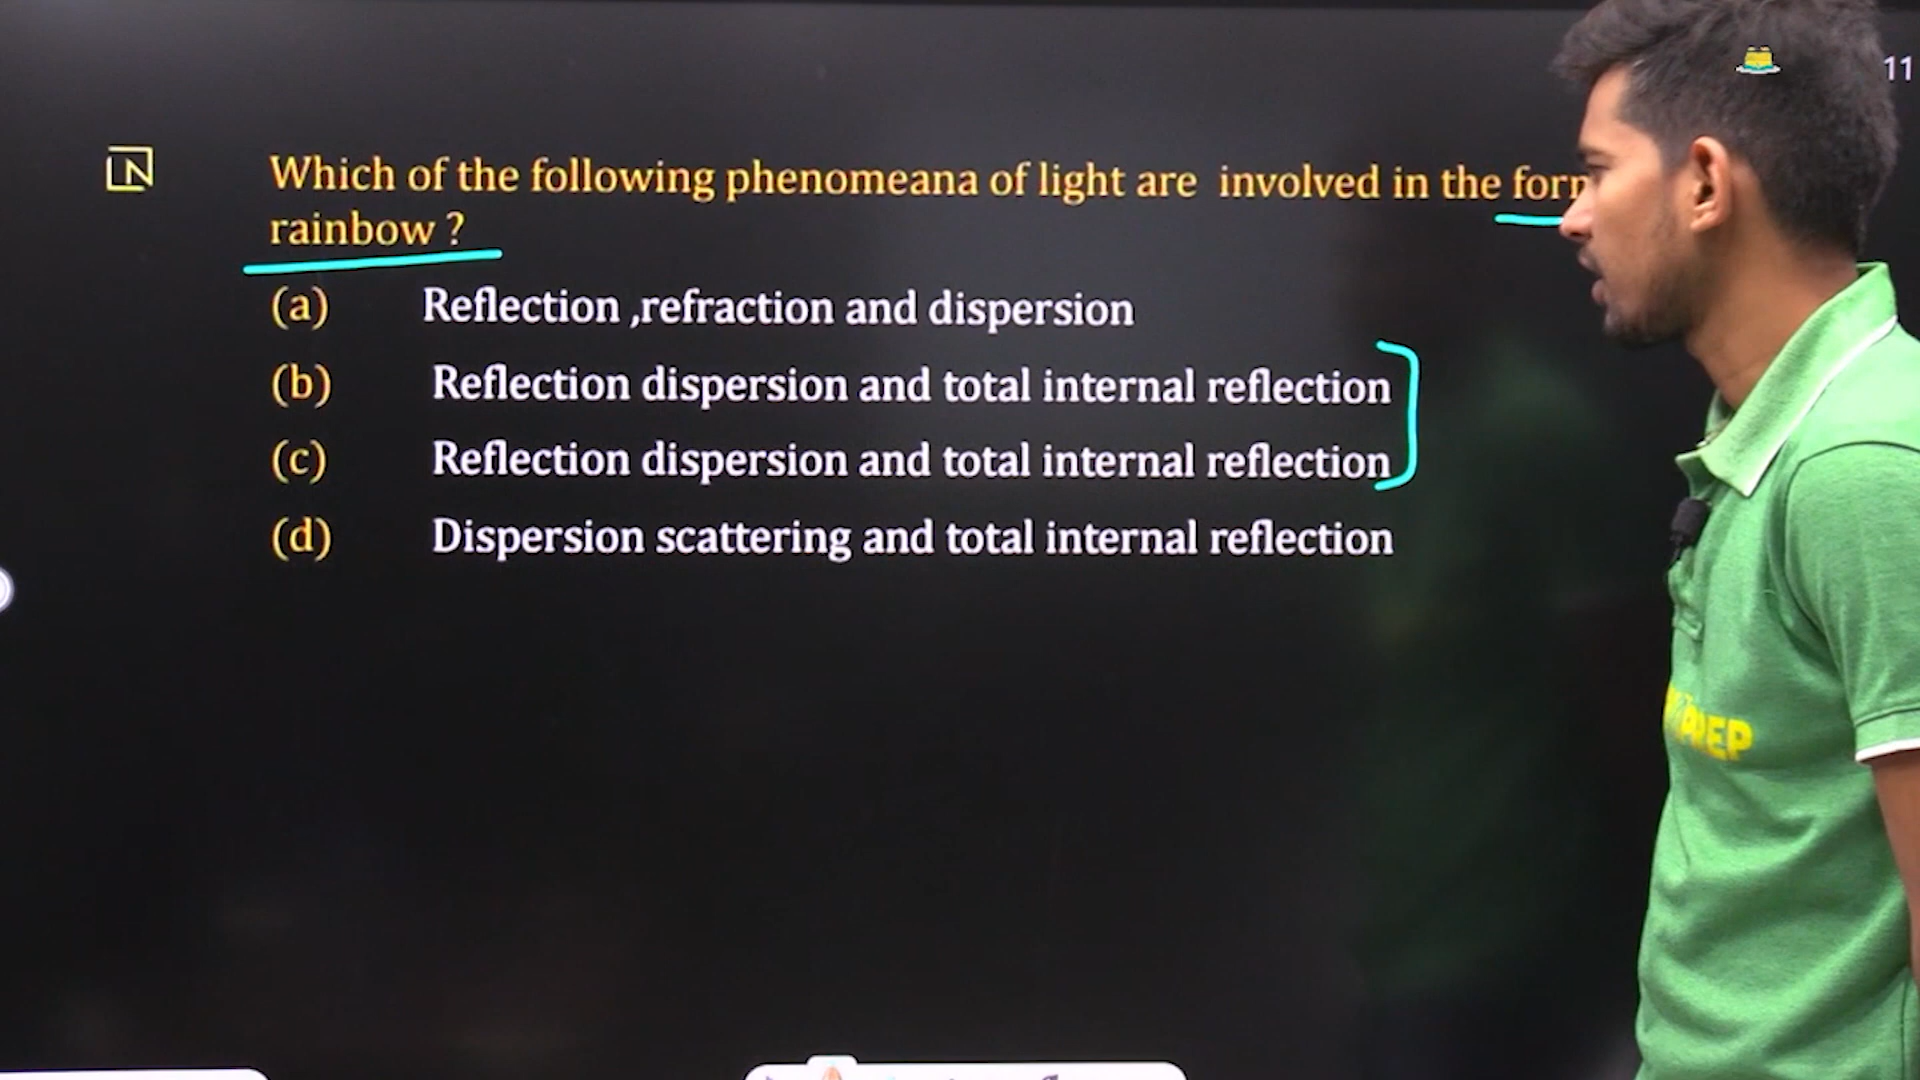 11
Which of the following phenomeana of light are involved in the
rainbow ?
(a) Reflection ,refraction and dispersion
(b) Reflection dispersion and total internal reflection
(c) Reflection dispersion and total internal reflection
(d) Dispersion scattering and total internal reflection
PREP